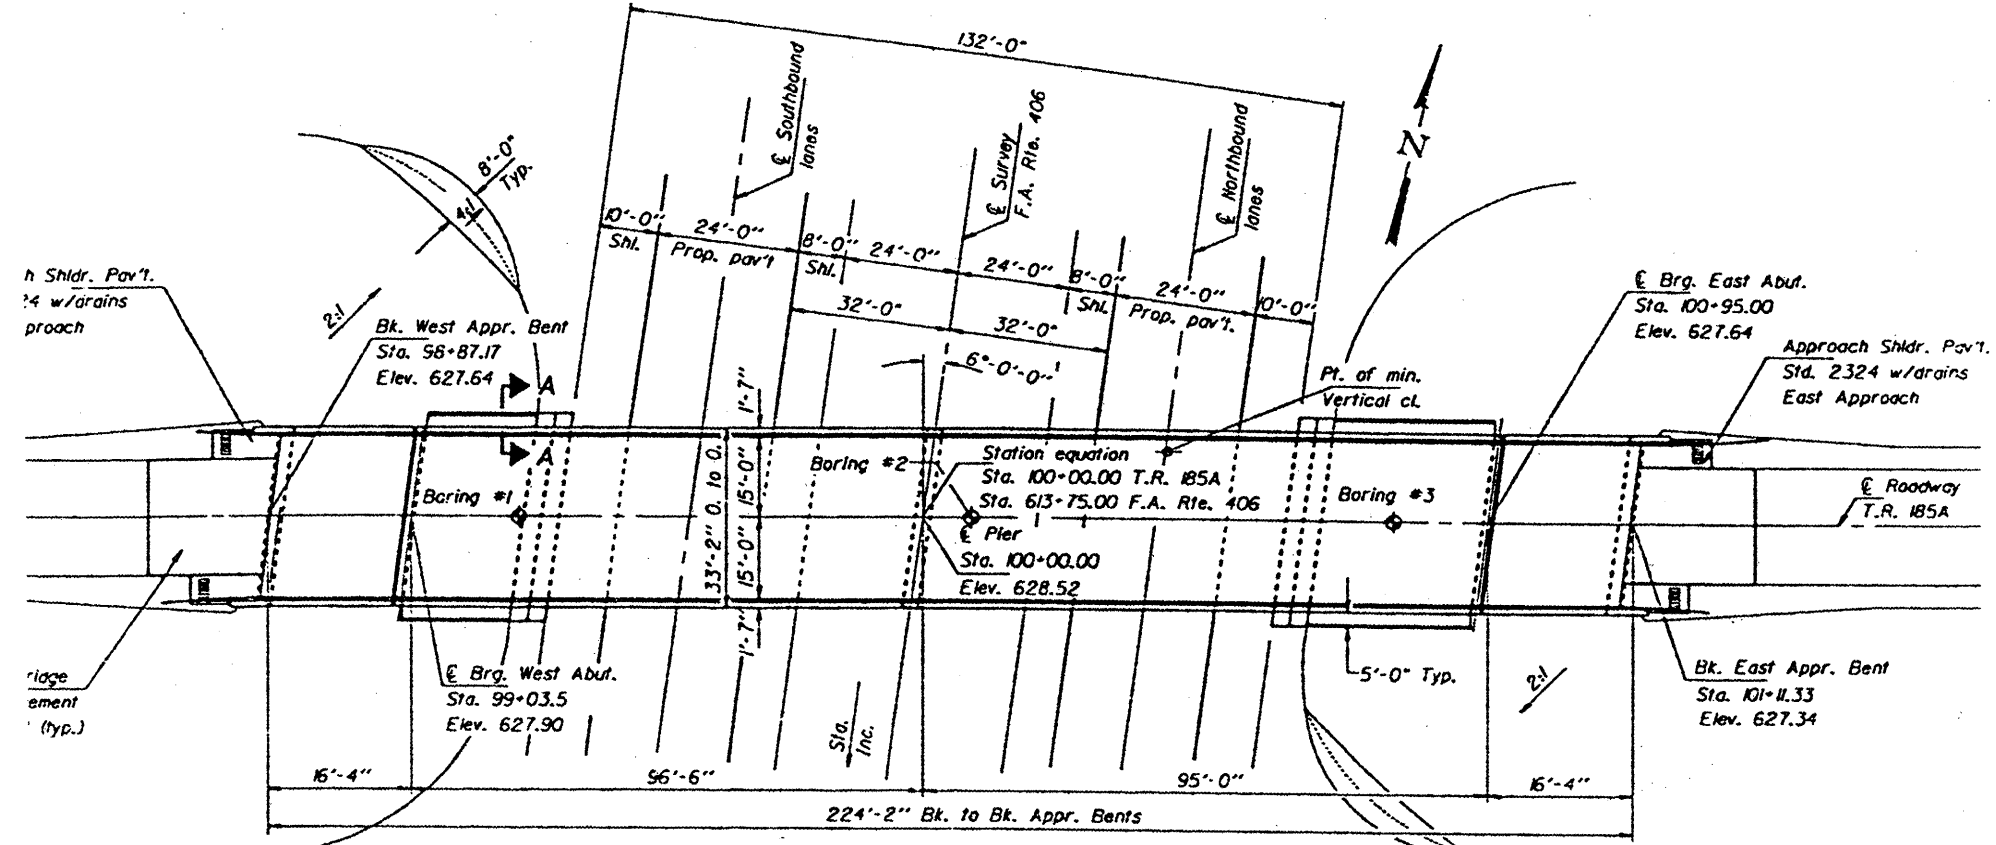 132'-0"
℄ Southbound
lanes
℄ Survey
F.A. Rte. 406
℄ Northbound
lanes
N
8'-0"
Typ.
4:1
2:1
10'-0"
Shl.
24'-0"
Prop. pav't
8'-0"
Shl.
24'-0"
24'-0"
8'-0"
Shl.
24'-0"
Prop. pav't.
10'-0"
32'-0"
32'-0"
6°-0'-0"
h Shldr. Pav't.
24 w/drains
pproach
Bk. West Appr. Bent
Sta. 98+87.17
Elev. 627.64
A
A
℄ Brg. East Abut.
Sta. 100+95.00
Elev. 627.64
Approach Shldr. Pav't.
Std. 2324 w/drains
East Approach
Pt. of min.
Vertical cl.
1'-7"
15'-0"
15'-0"
1'-7"
33'-2" O. to O.
Boring #1
Boring #2
Boring #3
Station equation
Sta. 100+00.00 T.R. 185A
Sta. 613+75.00 F.A. Rte. 406
℄ Pier
Sta. 100+00.00
Elev. 628.52
℄ Roadway
T.R. 185A
ridge
ement
(typ.)
℄ Brg. West Abut.
Sta. 99+03.5
Elev. 627.90
Sta.
Inc.
5'-0" Typ.
2:1
Bk. East Appr. Bent
Sta. 101+11.33
Elev. 627.34
16'-4"
96'-6"
95'-0"
16'-4"
224'-2" Bk. to Bk. Appr. Bents